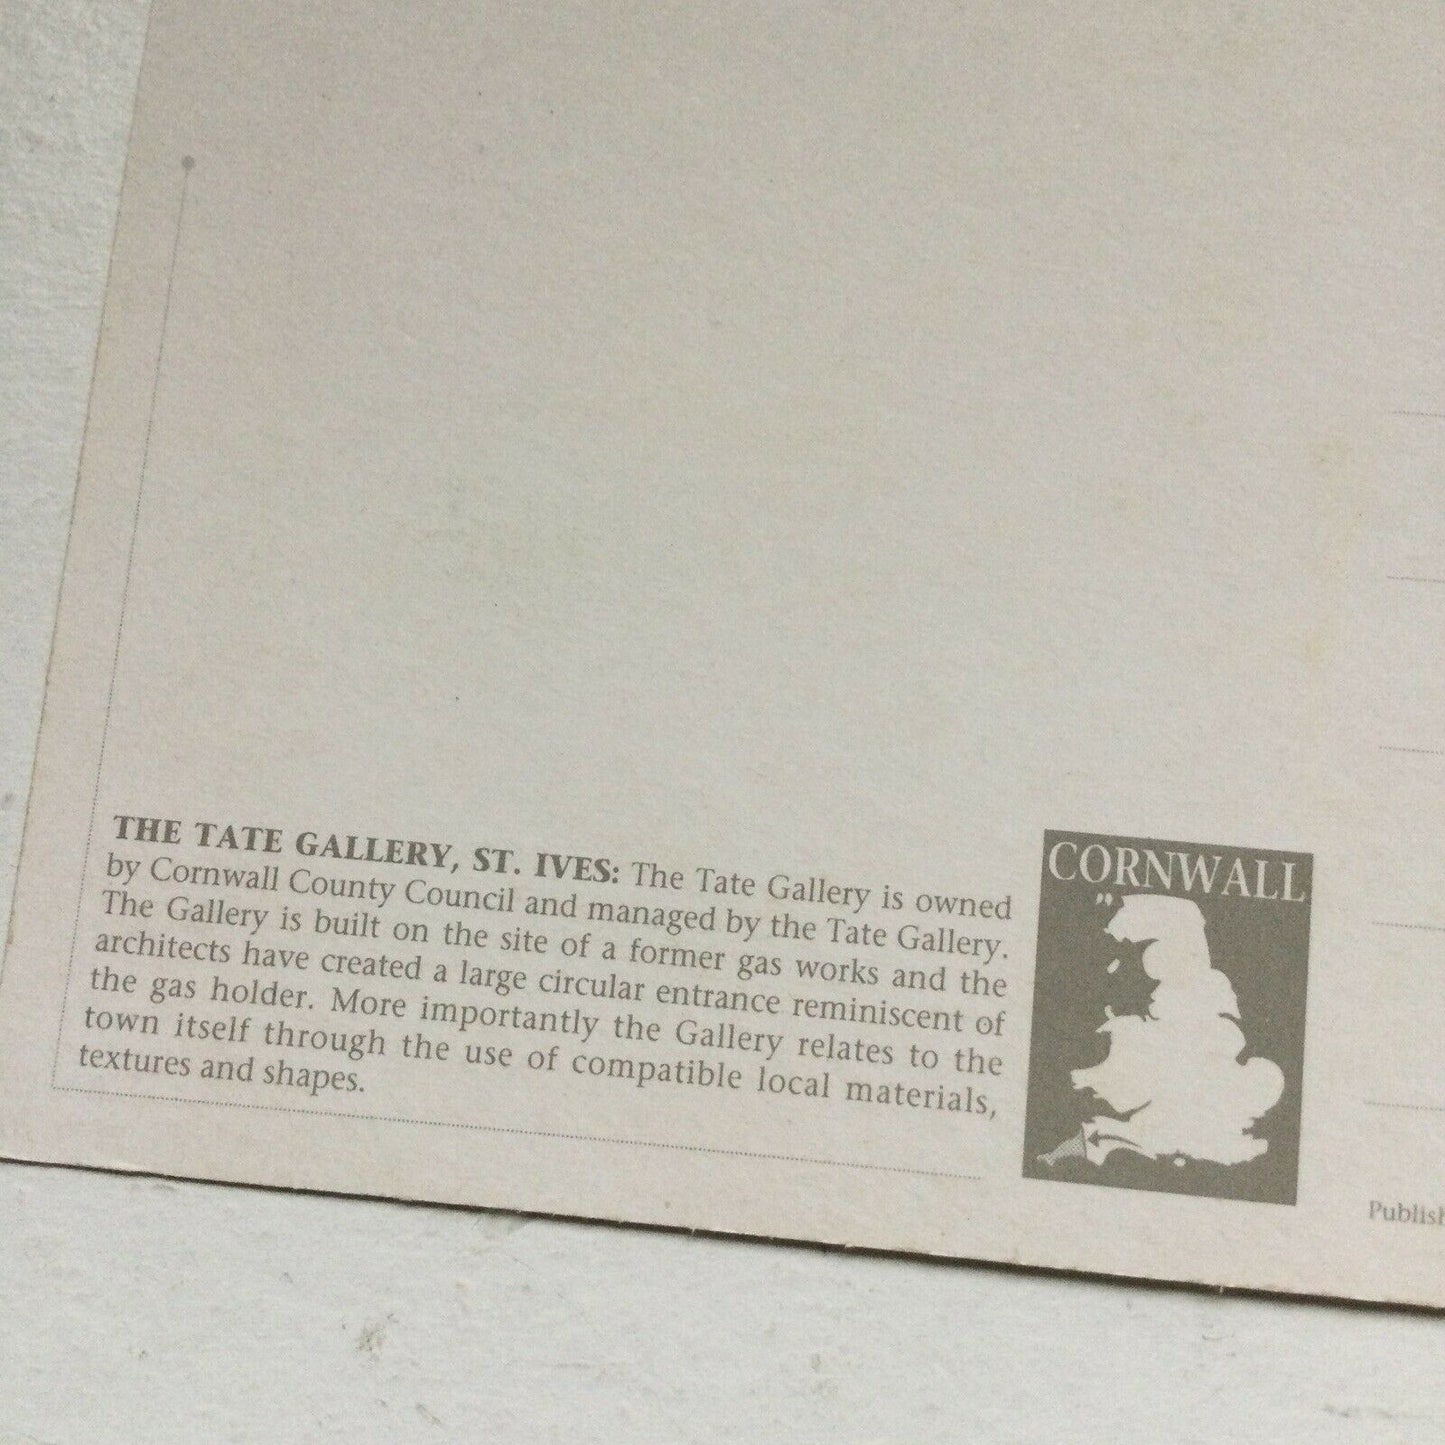 THE TATE GALLERY, ST. IVES: The Tate Gallery is owned
by Cornwall County Council and managed by the Tate Gallery.
The Gallery is built on the site of a former gas works and the
architects have created a large circular entrance reminiscent of
the gas holder. More importantly the Gallery relates to the
town itself through the use of compatible local materials,
textures and shapes.
CORNWALL